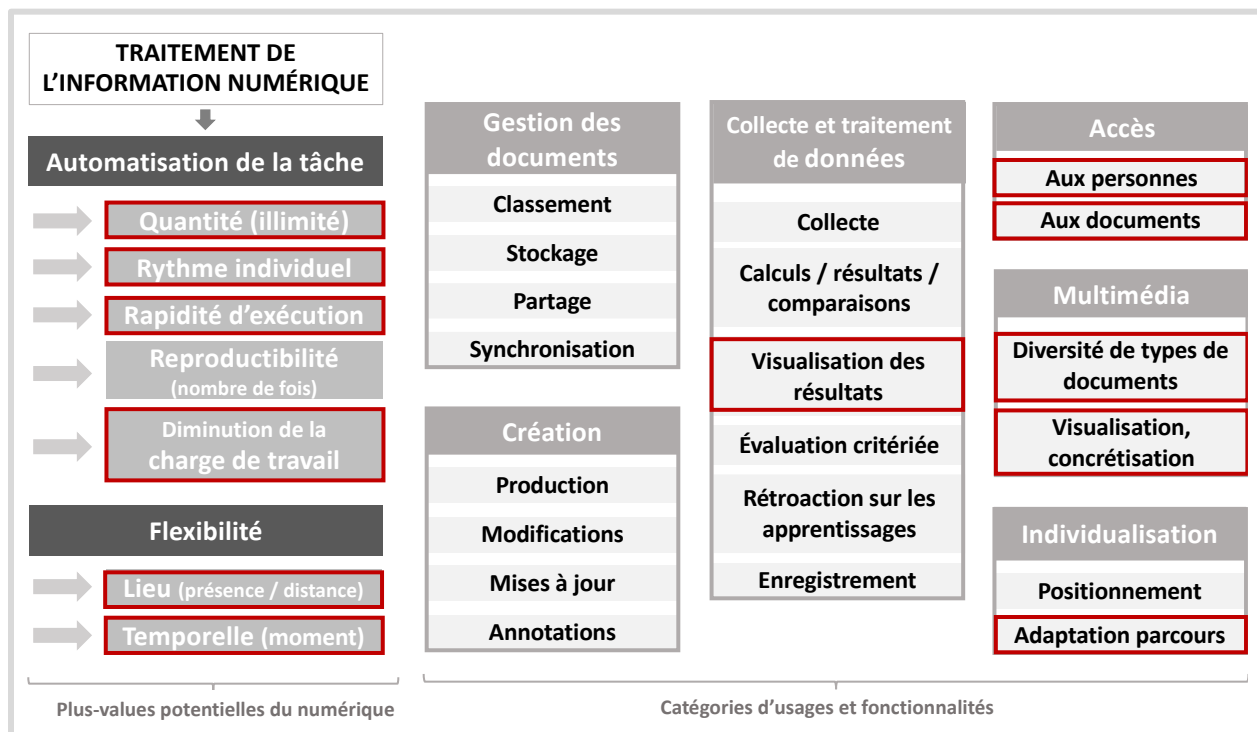 TRAITEMENT DE
L'INFORMATION NUMÉRIQUE
Automatisation de la tâche
Quantité (illimité)
Rythme individuel
Rapidité d'exécution
Reproductibilité
(nombre de fois)
Diminution de la
charge de travail
Flexibilité
Lieu (présence / distance)
Temporelle (moment)
Plus-values potentielles du numérique
Gestion des
documents
Classement
Stockage
Partage
Synchronisation
Création
Production
Modifications
Mises à jour
Annotations
Collecte et traitement
de données
Collecte
Calculs / résultats /
comparaisons
Visualisation des
résultats
Évaluation critériée
Rétroaction sur les
apprentissages
Enregistrement
Accès
Aux personnes
Aux documents
Multimédia
Diversité de types de
documents
Visualisation,
concrétisation
Individualisation
Positionnement
Adaptation parcours
Catégories d'usages et fonctionnalités